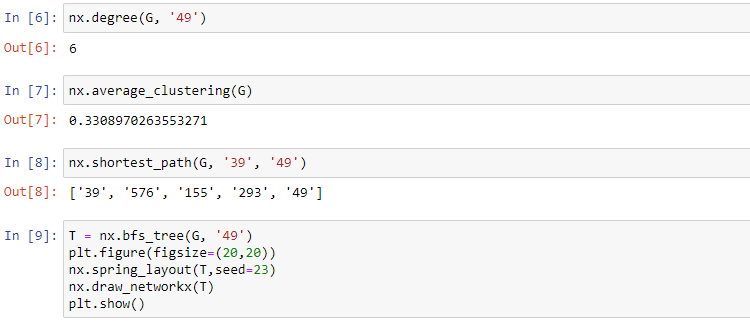 In [6]: nx.degree(G, '49')
Out[6]: 6
In [7]: nx.average_clustering(G)
Out[7]: 0.3308970263553271
In [8]: nx.shortest_path(G, '39', '49')
Out[8]: ['39', '576', '155', '293', '49']
In [9]: T = nx.bfs_tree(G, '49')
plt.figure(figsize=(20,20))
nx.spring_layout(T,seed=23)
nx.draw_networkx(T)
plt.show()